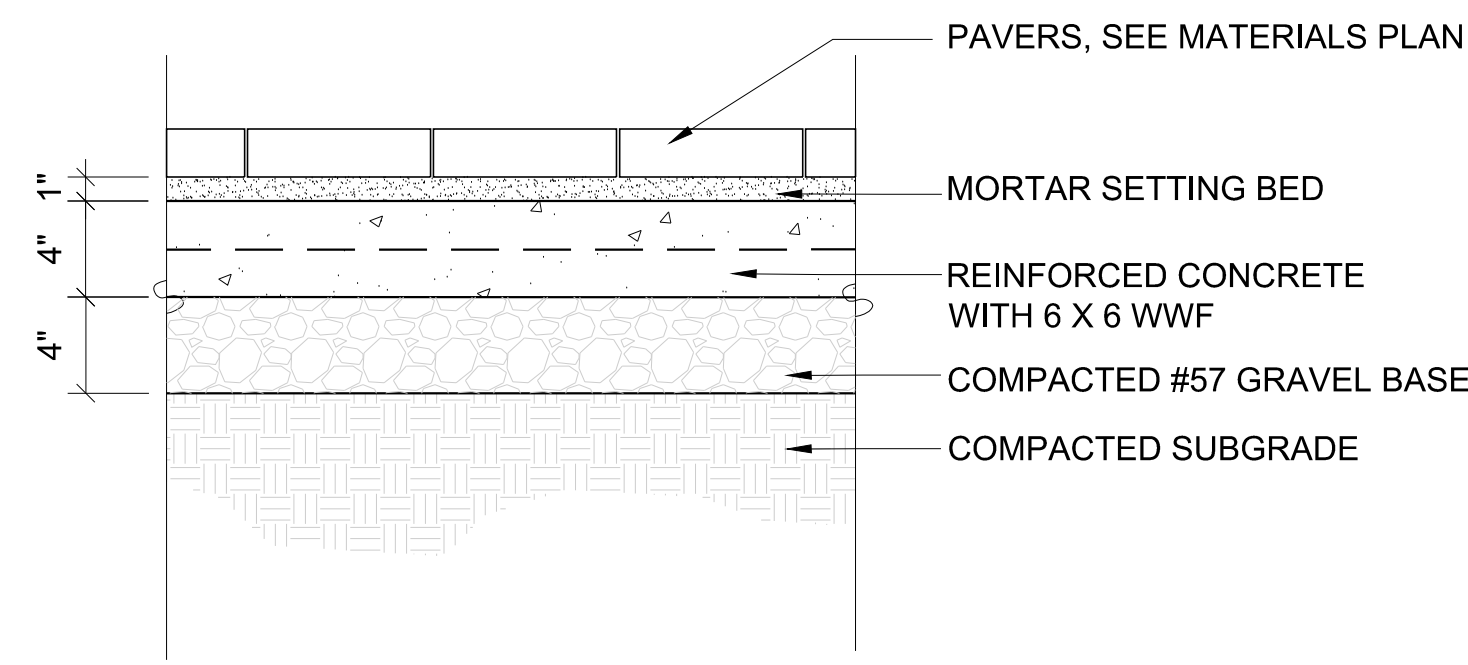 PAVERS, SEE MATERIALS PLAN
1"
MORTAR SETTING BED
4"
REINFORCED CONCRETE
WITH 6 X 6 WWF
4"
COMPACTED #57 GRAVEL BASE
COMPACTED SUBGRADE